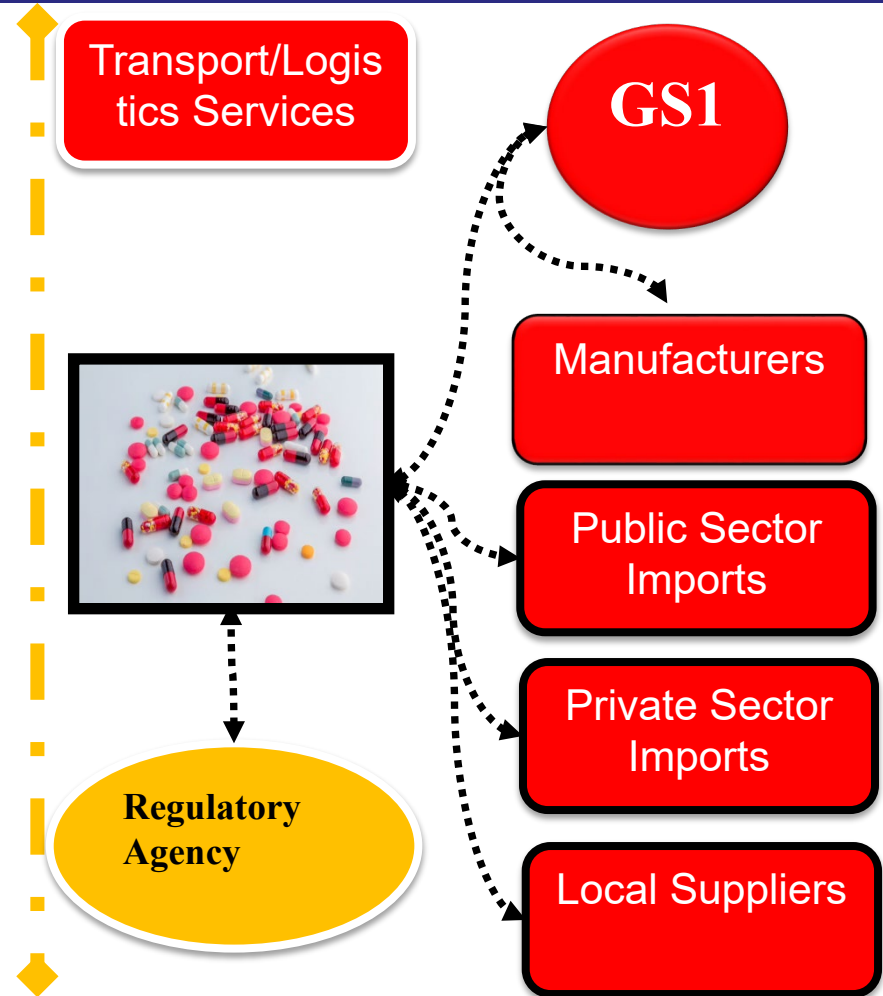 Transport/Logis
tics Services
GS1
Manufacturers
Public Sector
Imports
Private Sector
Imports
Regulatory
Agency
Local Suppliers